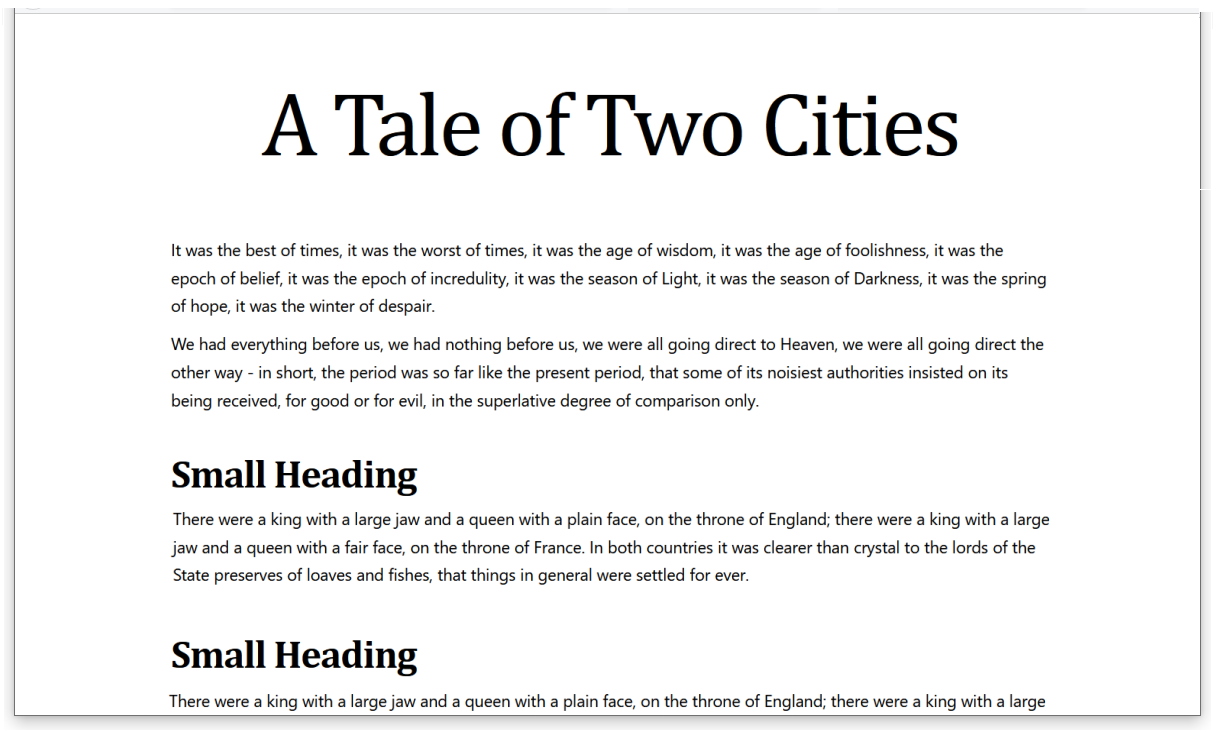 A Tale of Two Cities
It was the best of times, it was the worst of times, it was the age of wisdom, it was the age of foolishness, it was the
epoch of belief, it was the epoch of incredulity, it was the season of Light, it was the season of Darkness, it was the spring
of hope, it was the winter of despair.
We had everything before us, we had nothing before us, we were all going direct to Heaven, we were all going direct the
other way - in short, the period was so far like the present period, that some of its noisiest authorities insisted on its
being received, for good or for evil, in the superlative degree of comparison only.
Small Heading
There were a king with a large jaw and a queen with a plain face, on the throne of England; there were a king with a large
jaw and a queen with a fair face, on the throne of France. In both countries it was clearer than crystal to the lords of the
State preserves of loaves and fishes, that things in general were settled for ever.
Small Heading
There were a king with a large jaw and a queen with a plain face, on the throne of England; there were a king with a large